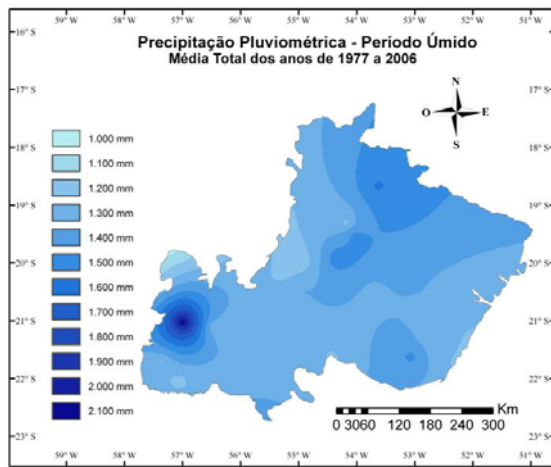 Precipitação Pluviométrica - Período Úmido
Média Total dos anos de 1977 a 2006
N
O E
S
16° S
17° S
18° S
19° S
20° S
21° S
22° S
23° S
1.000 mm
1.100 mm
1.200 mm
1.300 mm
1.400 mm
1.500 mm
1.600 mm
1.700 mm
1.800 mm
1.900 mm
2.000 mm
2.100 mm
Km
0 3060 120 180 240 300
59° O 58° O 57° O 56° O 55° O 54° O 53° O 52° O 51° O